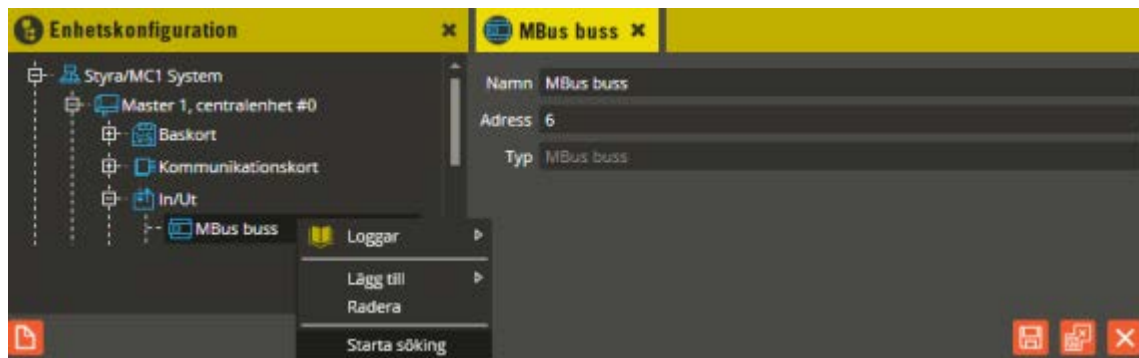 Enhetskonfiguration
MBus buss
Styra/MC1 System
Master 1, centralenhet #0
Baskort
Kommunikationskort
In/Ut
MBus buss
Loggar
Lägg till
Radera
Starta söking
Namn MBus buss
Adress 6
Typ MBus buss